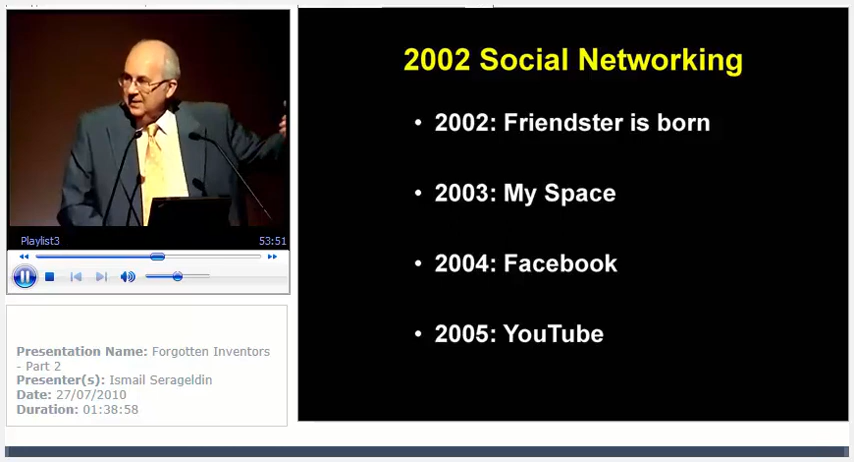 Playlist3 53:51
Presentation Name: Forgotten Inventors
- Part 2
Presenter(s): Ismail Serageldin
Date: 27/07/2010
Duration: 01:38:58
2002 Social Networking
• 2002: Friendster is born
• 2003: My Space
• 2004: Facebook
• 2005: YouTube